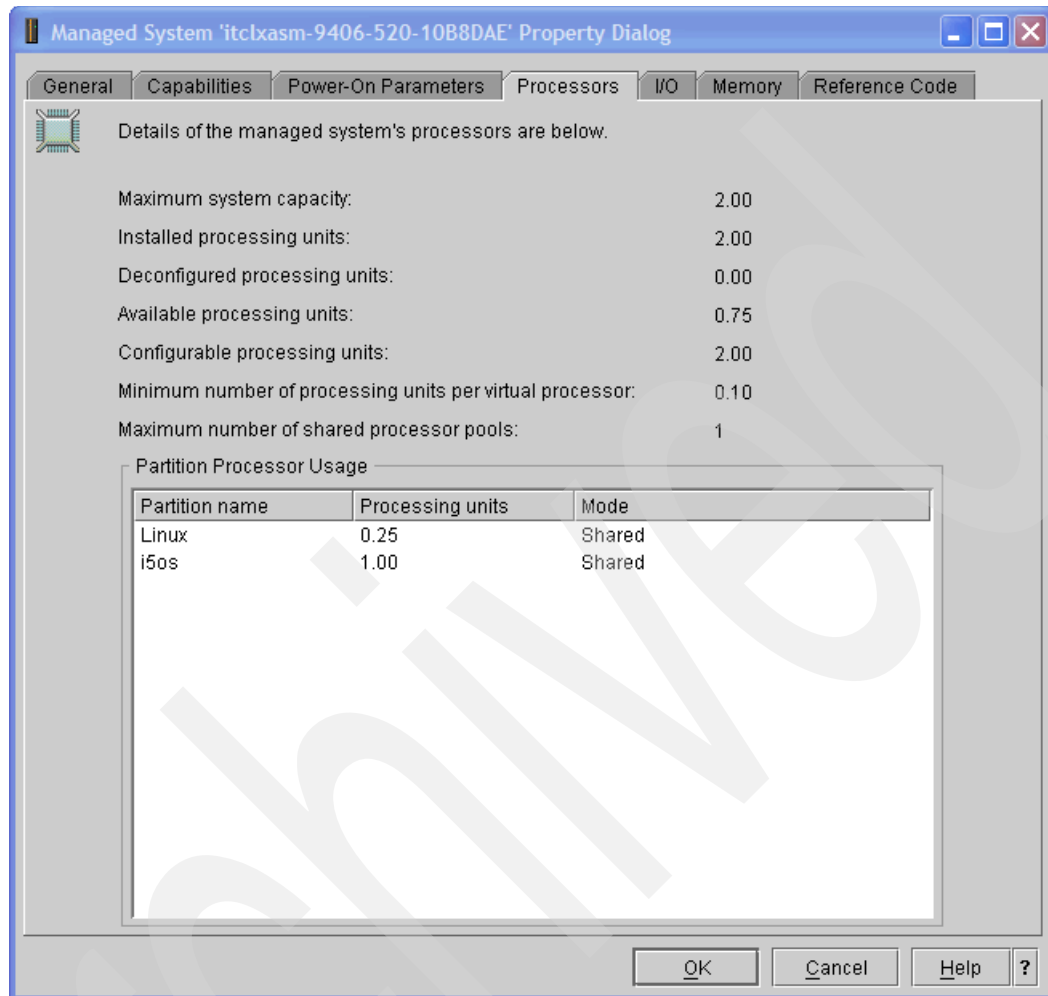 Managed System 'itclxasm-9406-520-10B8DAE' Property Dialog
General Capabilities Power-On Parameters Processors I/O Memory Reference Code
Details of the managed system's processors are below.
Maximum system capacity: 2.00
Installed processing units: 2.00
Deconfigured processing units: 0.00
Available processing units: 0.75
Configurable processing units: 2.00
Minimum number of processing units per virtual processor: 0.10
Maximum number of shared processor pools: 1
Partition Processor Usage
Partition name Processing units Mode
Linux 0.25 Shared
i5os 1.00 Shared
OK Cancel Help ?